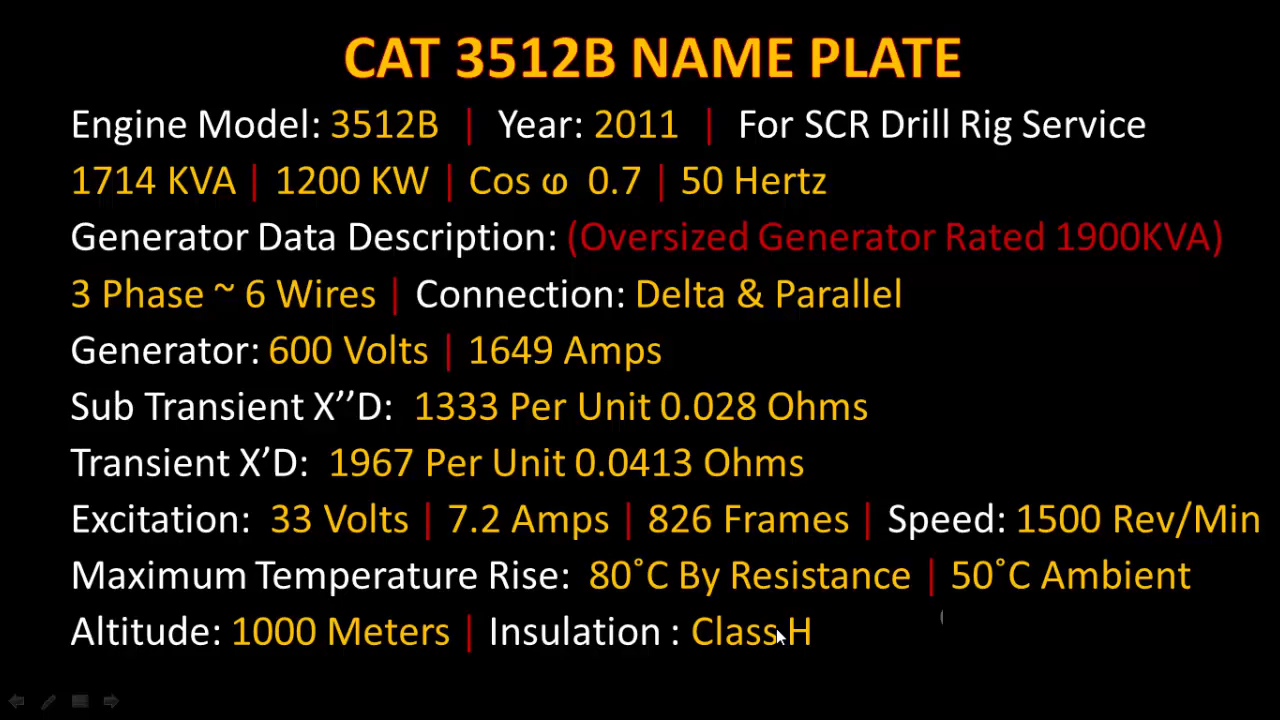 CAT 3512B NAME PLATE
Engine Model: 3512B | Year: 2011 | For SCR Drill Rig Service
1714 KVA | 1200 KW | Cos φ 0.7 | 50 Hertz
Generator Data Description: (Oversized Generator Rated 1900KVA)
3 Phase ~ 6 Wires | Connection: Delta & Parallel
Generator: 600 Volts | 1649 Amps
Sub Transient X’’D: 1333 Per Unit 0.028 Ohms
Transient X’D: 1967 Per Unit 0.0413 Ohms
Excitation: 33 Volts | 7.2 Amps | 826 Frames | Speed: 1500 Rev/Min
Maximum Temperature Rise: 80˚C By Resistance | 50˚C Ambient
Altitude: 1000 Meters | Insulation : Class H